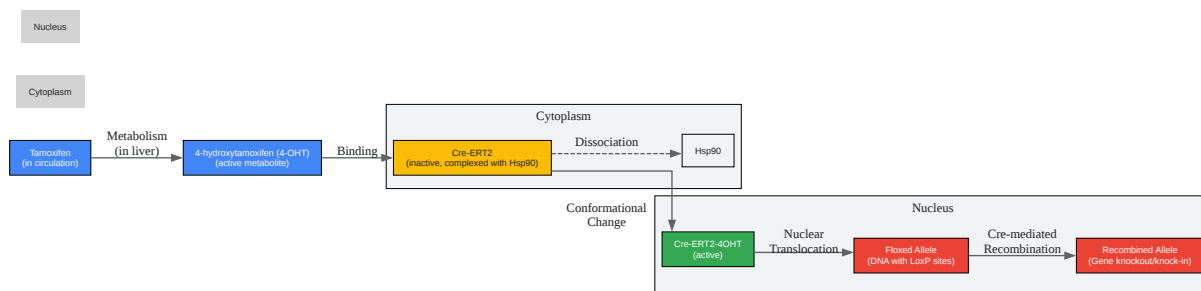 Nucleus
Cytoplasm
Cytoplasm
Metabolism
(in liver)
Tamoxifen
(in circulation)
4-hydroxytamoxifen (4-OHT)
(active metabolite)
Binding
Cre-ERT2
(inactive, complexed with Hsp90)
Dissociation
Hsp90
Conformational
Change
Nucleus
Cre-ERT2-4OHT
(active)
Nuclear
Translocation
Floxed Allele
(DNA with LoxP sites)
Cre-mediated
Recombination
Recombined Allele
(Gene knockout/knock-in)